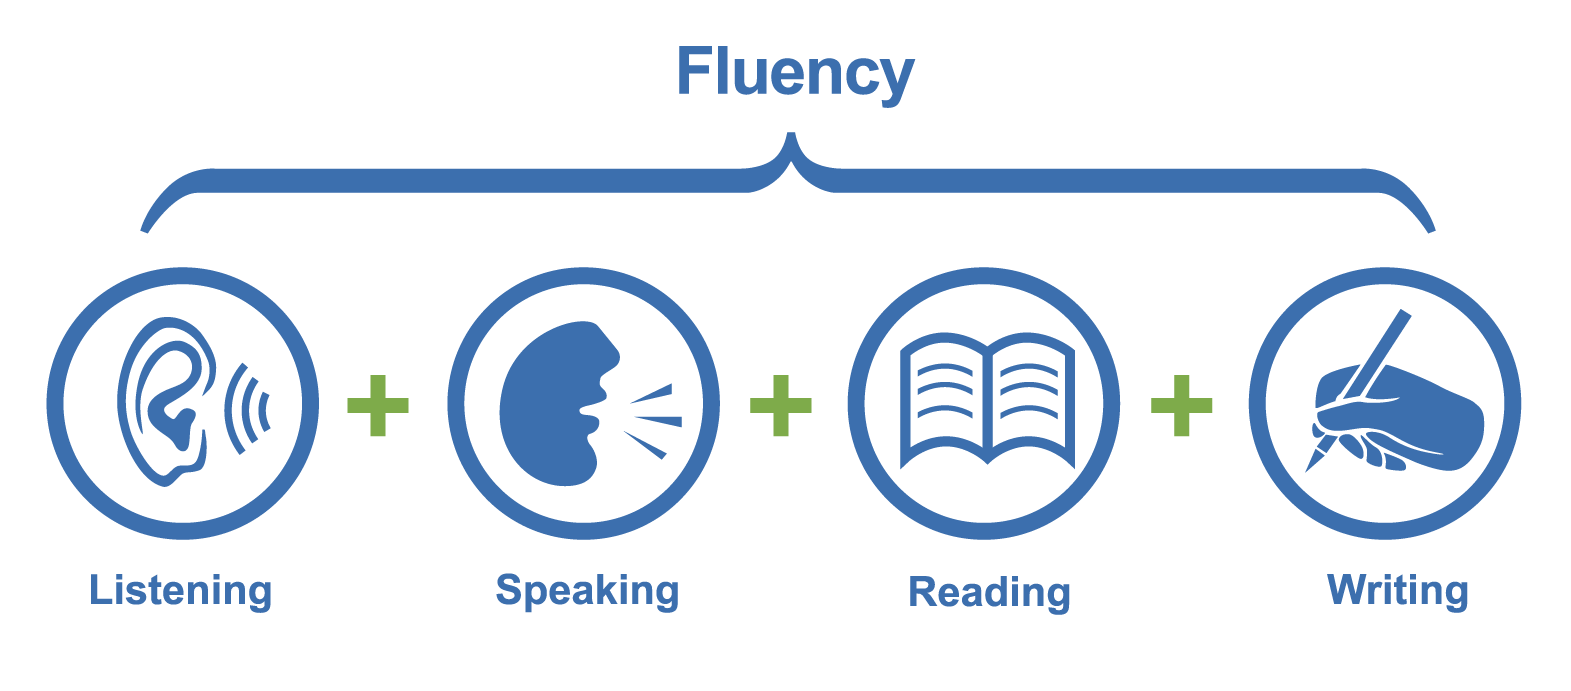 Fluency
Listening
Speaking
Reading
Writing